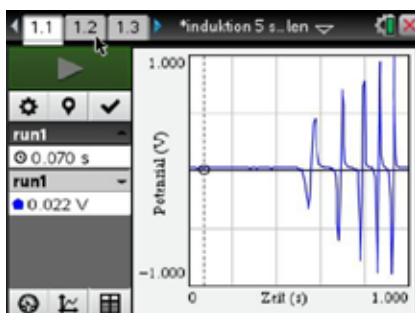 1.1 1.2 1.3 *induktion 5 s…len
run1
0.070 s
run1
0.022 V
1.000
Potenzial (V)
-1.000
0 Zeit (s) 1.000